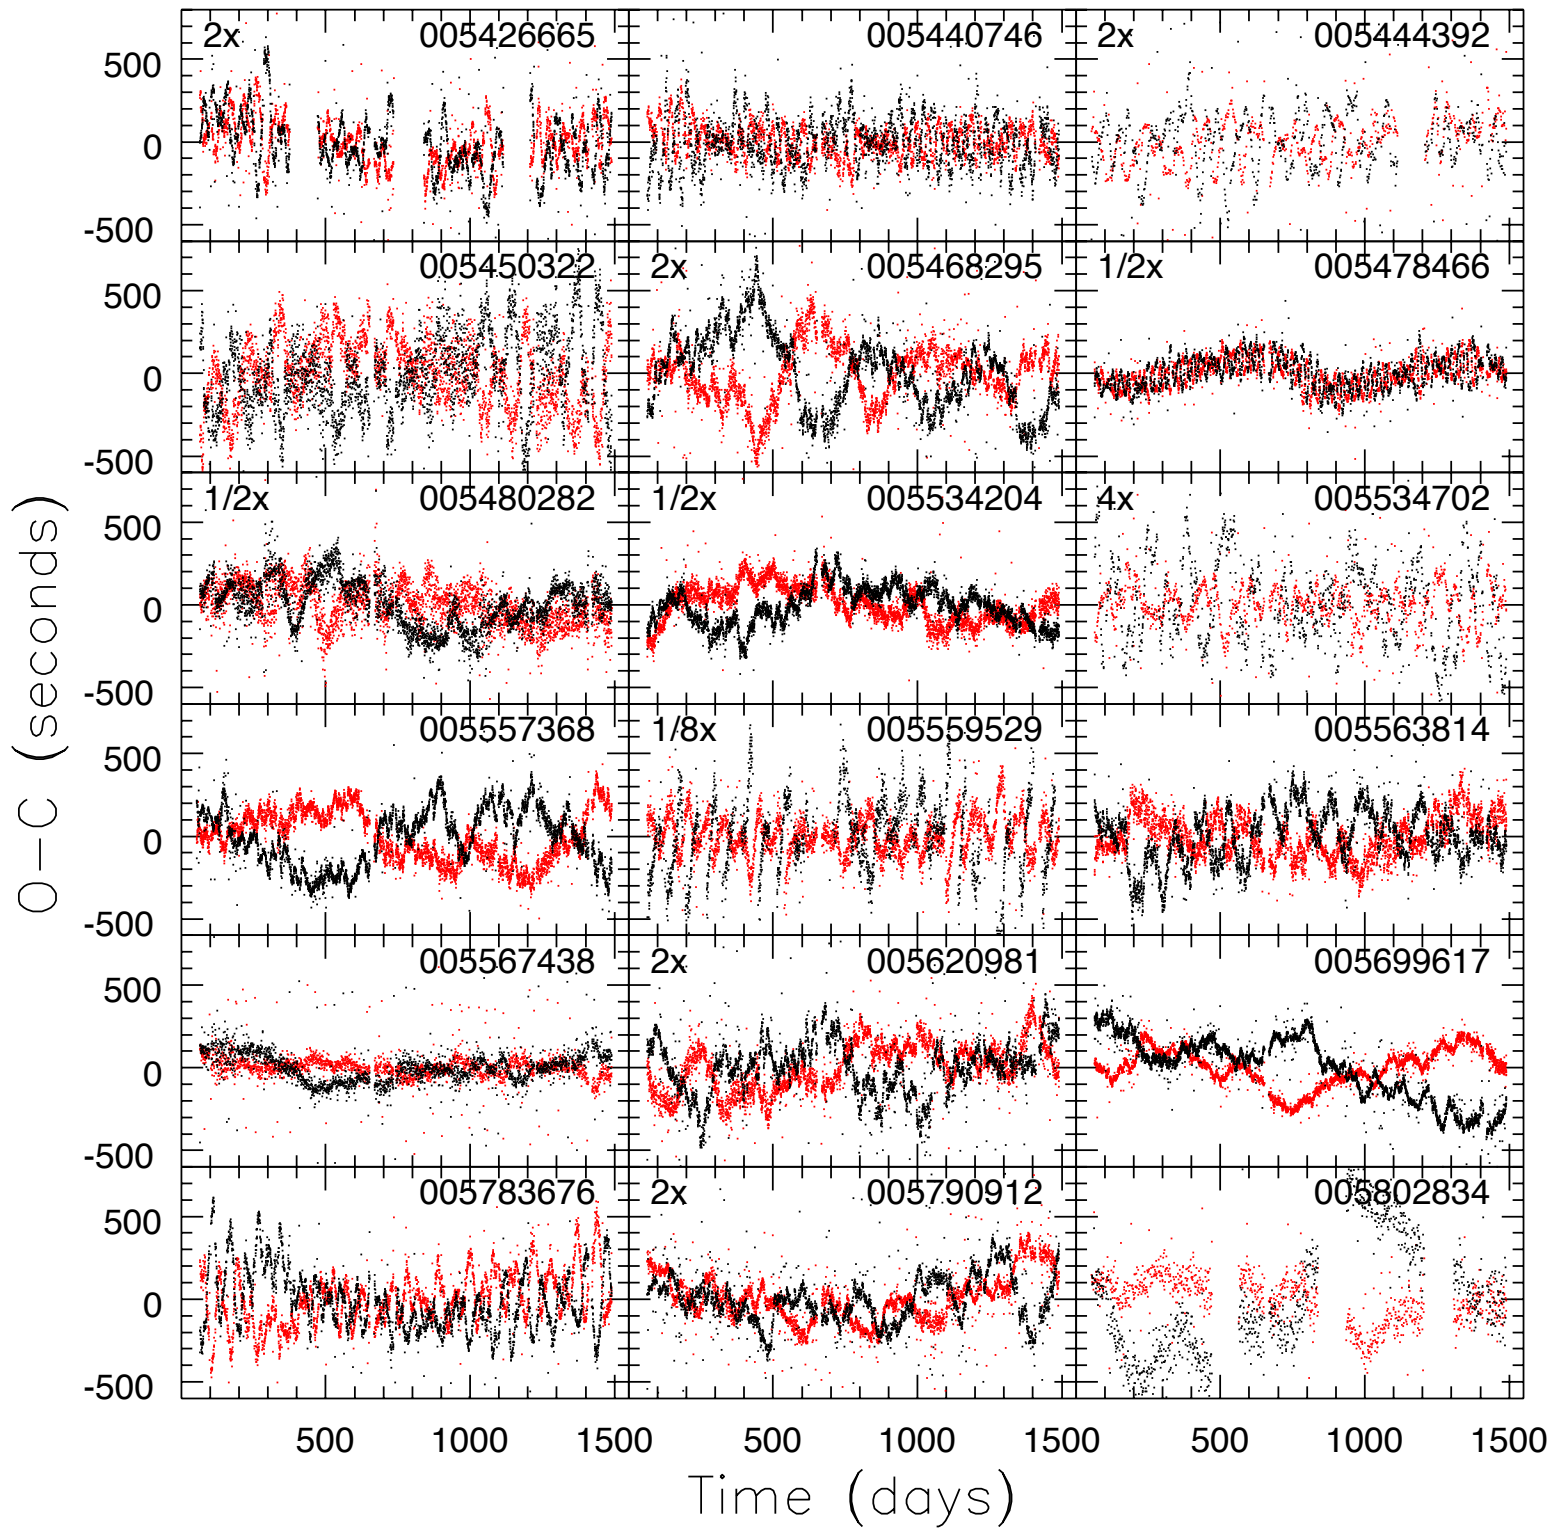 2x 005426665
005440746
2x 005444392
500
0
-500
005450322
2x 005468295
1/2x 005478466
500
0
-500
1/2x 005480282
1/2x 005534204
4x 005534702
500
0
-500
005557368
1/8x 005559529
005563814
500
0
-500
005567438
2x 005620981
005699617
500
0
-500
005783676
2x 005790912
005802834
500
0
-500
500 1000 1500 500 1000 1500 500 1000 1500
Time (days)
O-C (seconds)